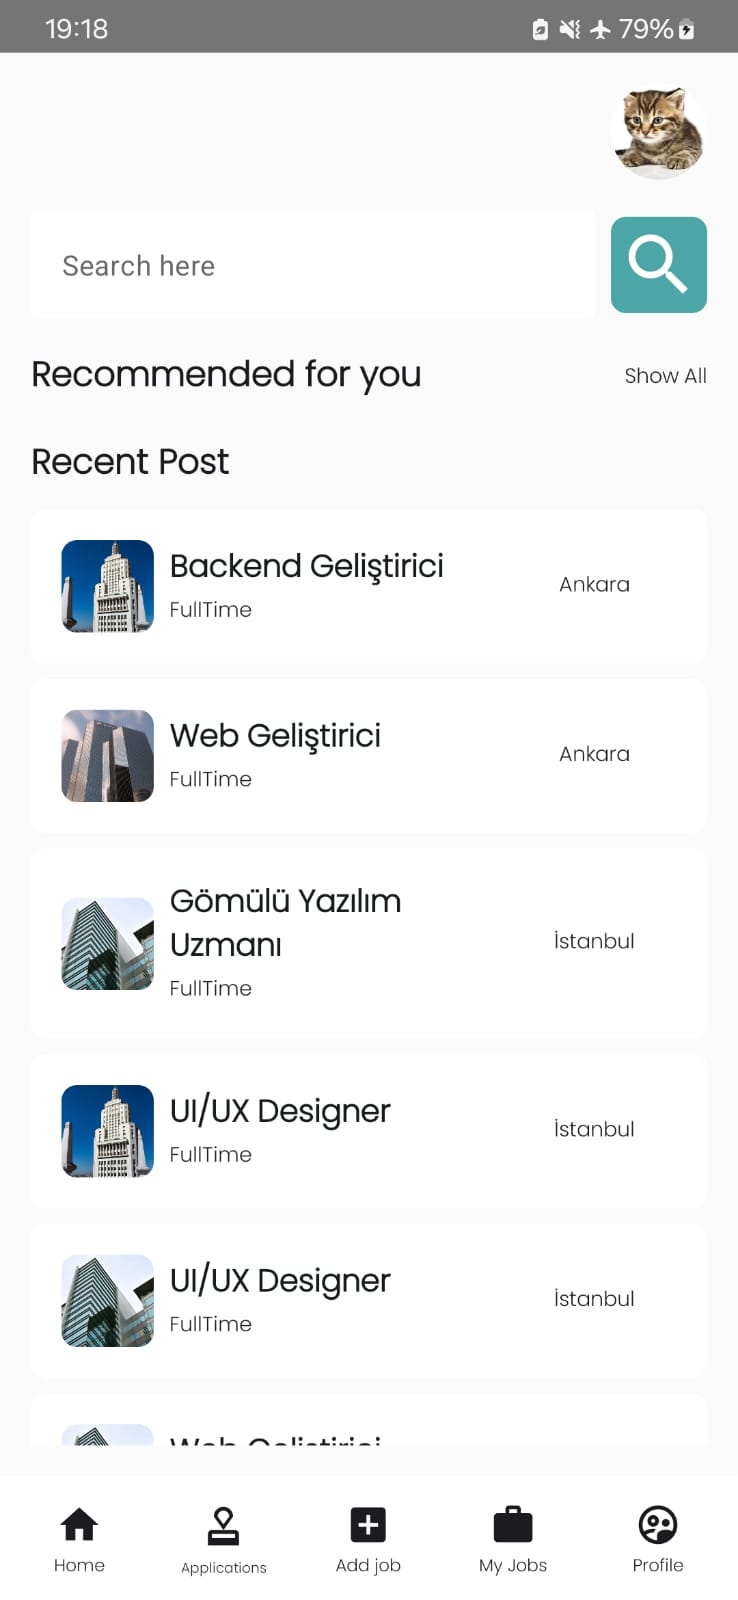 19:18
79%
Search here
Recommended for you
Show All
Recent Post
Backend Geliştirici
FullTime
Ankara
Web Geliştirici
FullTime
Ankara
Gömülü Yazılım
Uzmanı
FullTime
İstanbul
UI/UX Designer
FullTime
İstanbul
UI/UX Designer
FullTime
İstanbul
Web Geliştirici
Home
Applications
Add job
My Jobs
Profile